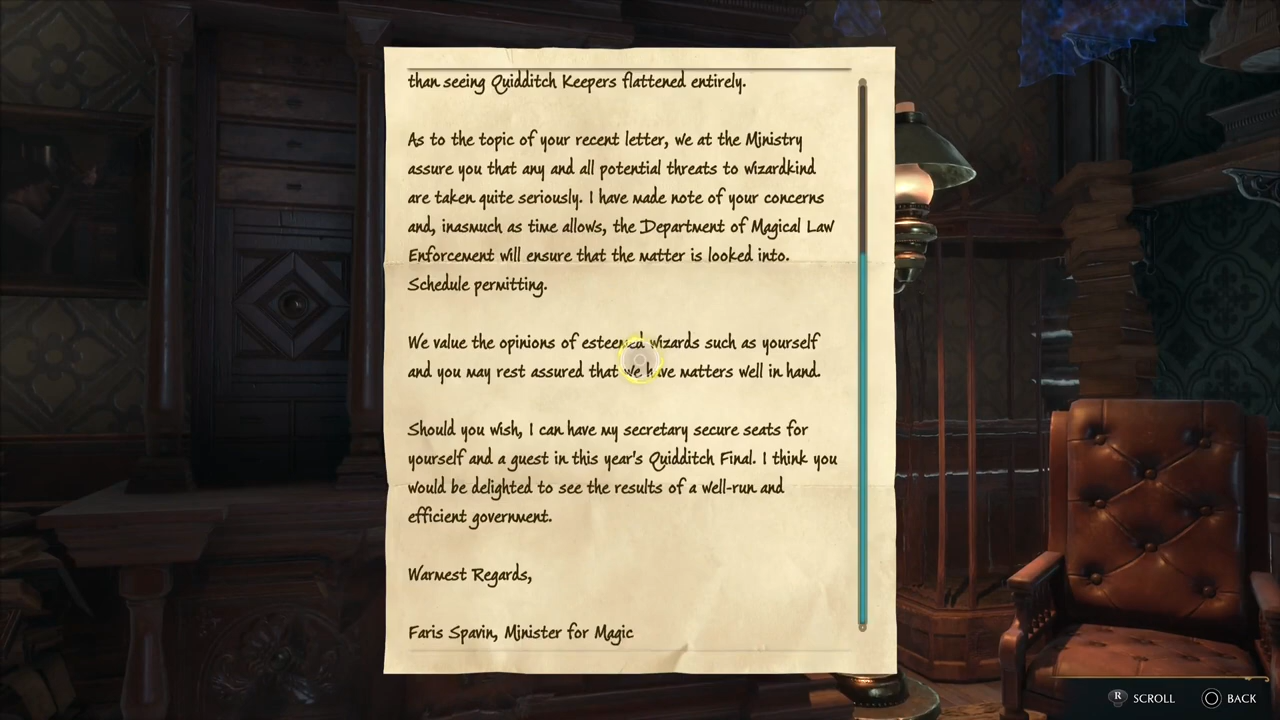 than seeing Quidditch Keepers flattened entirely.
As to the topic of your recent letter, we at the Ministry
assure you that any and all potential threats to wizardkind
are taken quite seriously. I have made note of your concerns
and, inasmuch as time allows, the Department of Magical Law
Enforcement will ensure that the matter is looked into.
Schedule permitting.
We value the opinions of esteemed wizards such as yourself
and you may rest assured that we have matters well in hand.
Should you wish, I can have my secretary secure seats for
yourself and a guest in this year's Quidditch Final. I think you
would be delighted to see the results of a well-run and
efficient government.
Warmest Regards,
Faris Spavin, Minister for Magic
R SCROLL BACK